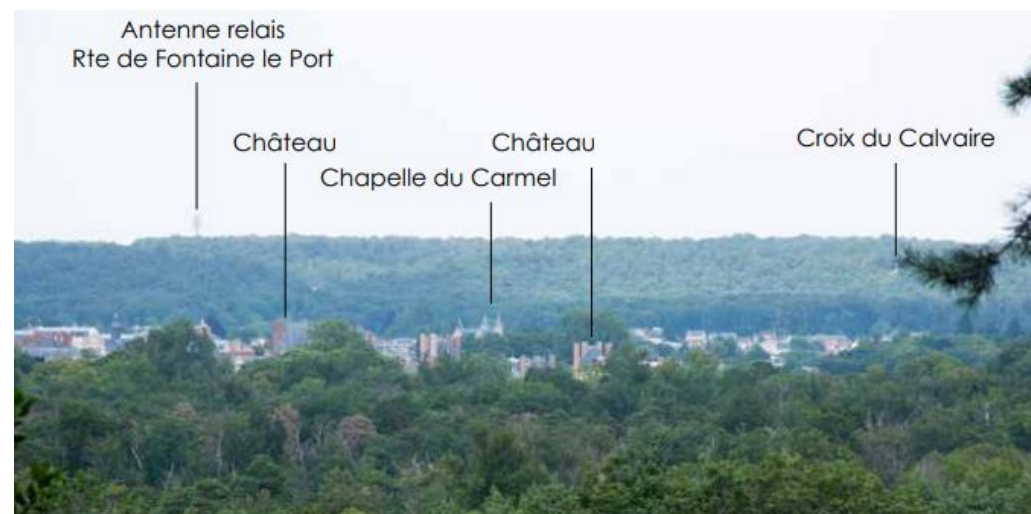 Antenne relais
Rte de Fontaine le Port
Château
Chapelle du Carmel
Château
Croix du Calvaire